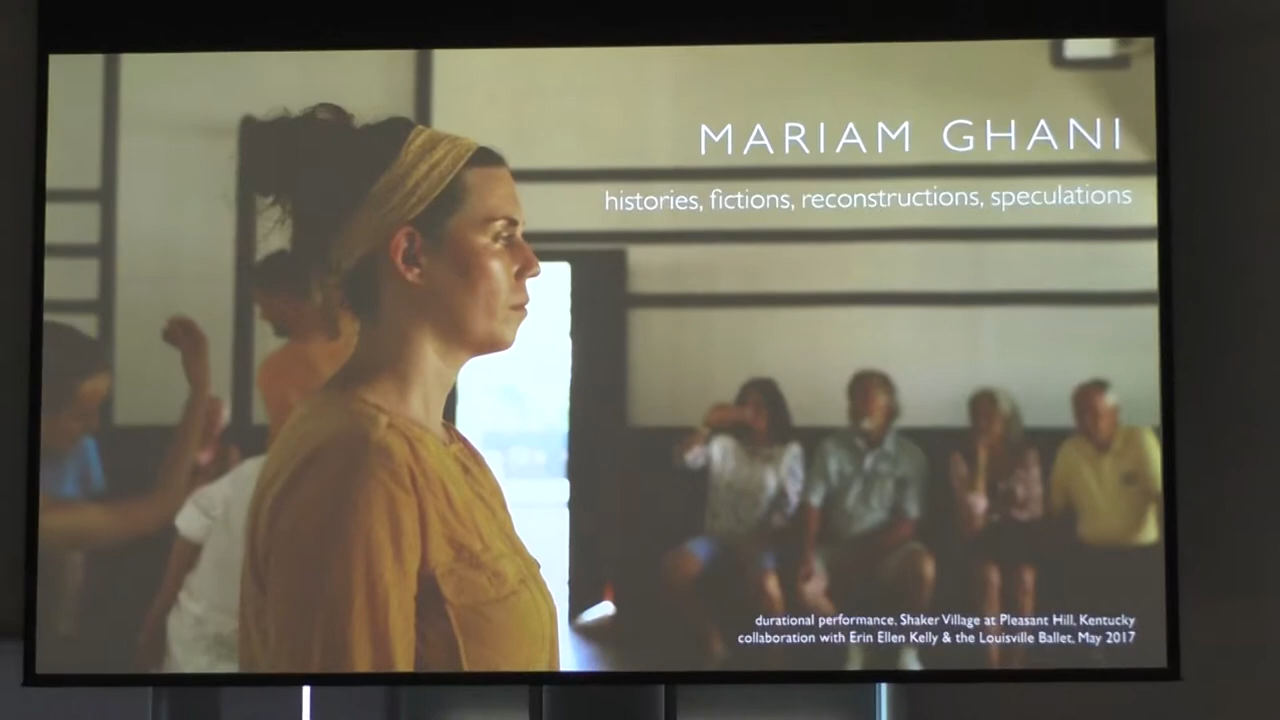 MARIAM GHANI
histories, fictions, reconstructions, speculations
durational performance. Shaker Village at Pleasant Hill, Kentucky
collaboration with Erin Ellen Kelly & the Louisville Ballet, May 2017